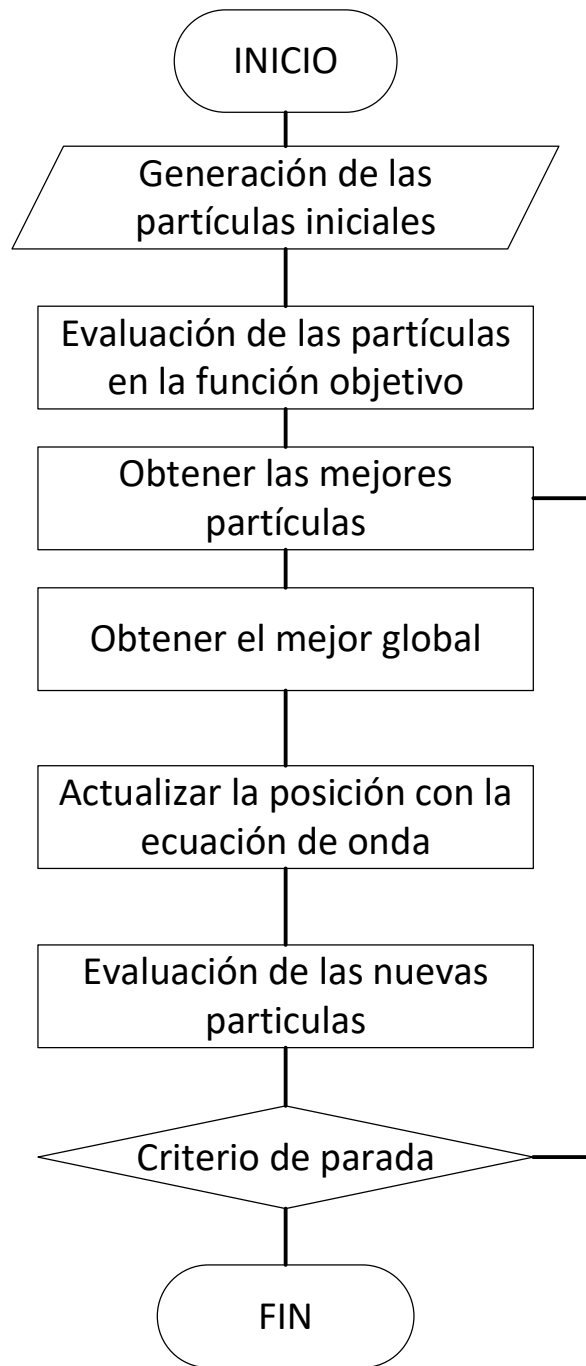 INICIO
Generación de las
partículas iniciales
Evaluación de las partículas
en la función objetivo
Obtener las mejores
partículas
Obtener el mejor global
Actualizar la posición con la
ecuación de onda
Evaluación de las nuevas
particulas
Criterio de parada
FIN